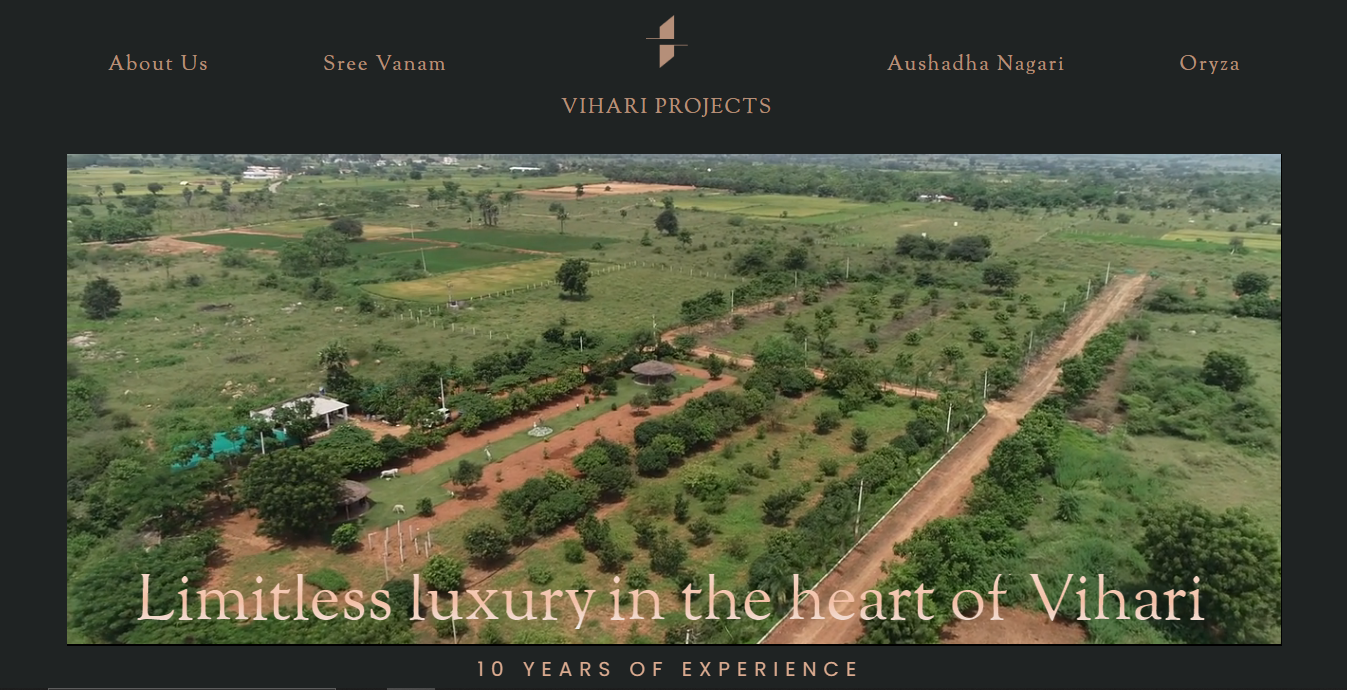 About Us
Sree Vanam
VIHARI PROJECTS
Aushadha Nagari
Oryza
Limitless luxury in the heart of Vihari
10 YEARS OF EXPERIENCE